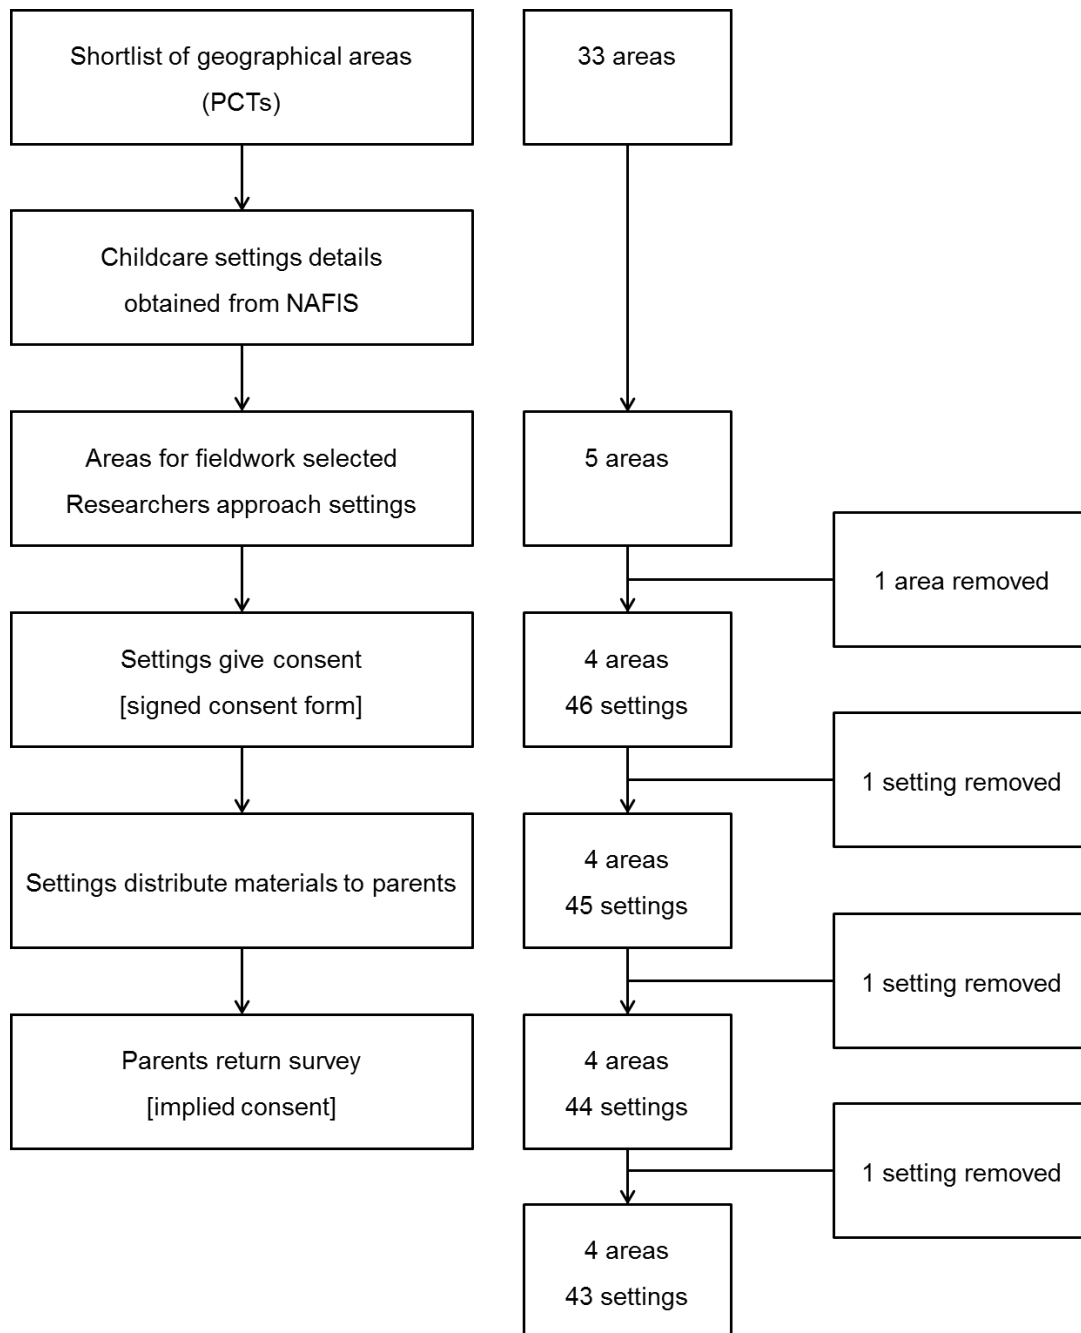 Shortlist of geographical areas
(PCTs)
33 areas
Childcare settings details
obtained from NAFIS
Areas for fieldwork selected
Researchers approach settings
5 areas
1 area removed
Settings give consent
[signed consent form]
4 areas
46 settings
1 setting removed
Settings distribute materials to parents
4 areas
45 settings
1 setting removed
Parents return survey
[implied consent]
4 areas
44 settings
1 setting removed
4 areas
43 settings